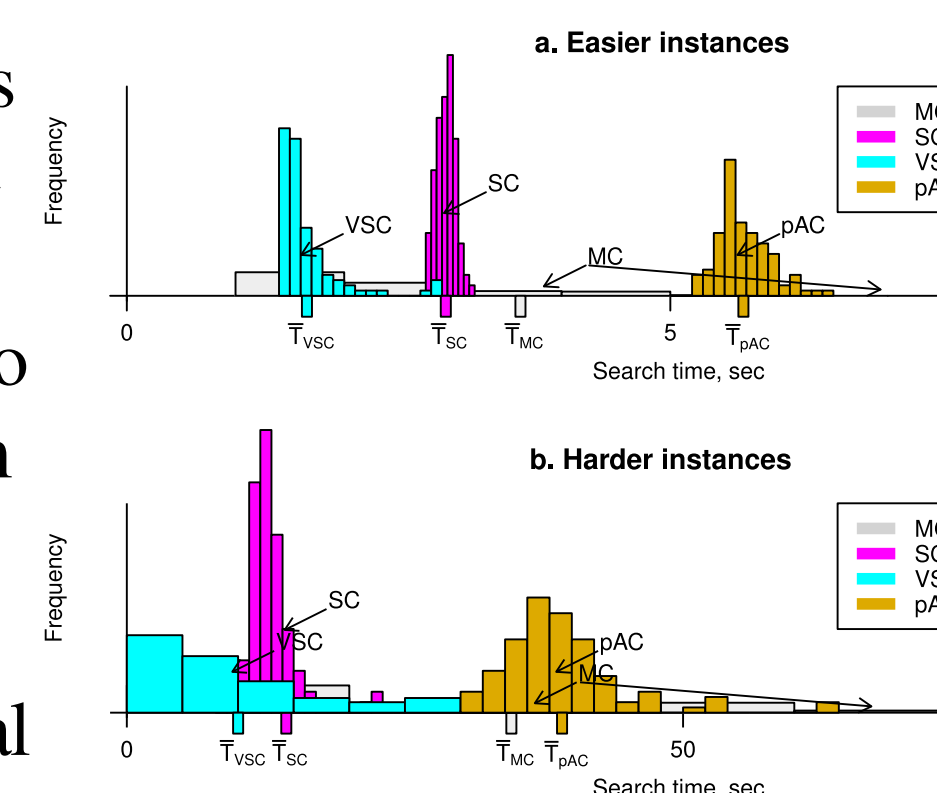 s
a. Easier instances
Frequency
SC
VSC
pAC
MC
0
5
T̿VSC
T̿SC
T̿MC
T̿pAC
Search time, sec
o
n
b. Harder instances
Frequency
SC
VSC
pAC
MC
0
50
T̿VSC
T̿SC
T̿MC
T̿pAC
Search time, sec
al